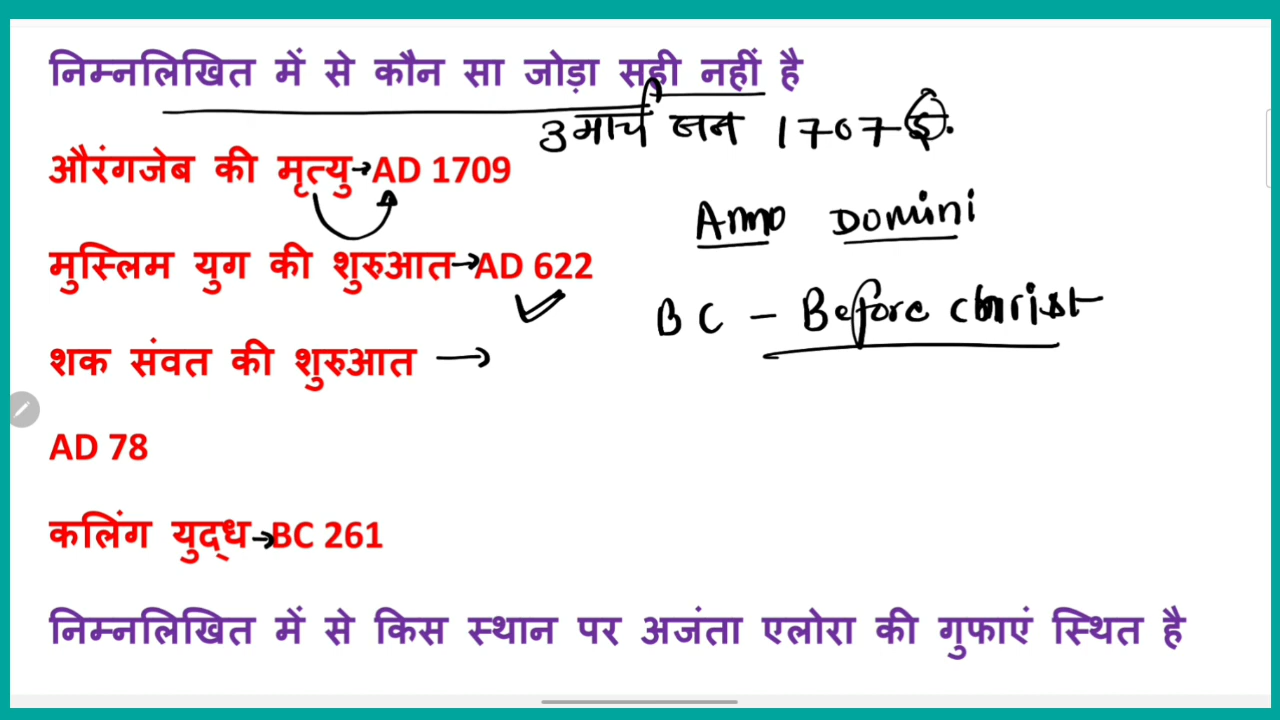 निम्नलिखित में से कौन सा जोड़ा सही नहीं है
3 मार्च सन 1707 ई.
औरंगजेब की मृत्यु→AD 1709
Anno Domini
मुस्लिम युग की शुरुआत→AD 622
BC - Before christ
शक संवत की शुरुआत →
AD 78
कलिंग युद्ध→BC 261
निम्नलिखित में से किस स्थान पर अजंता एलोरा की गुफाएं स्थित है